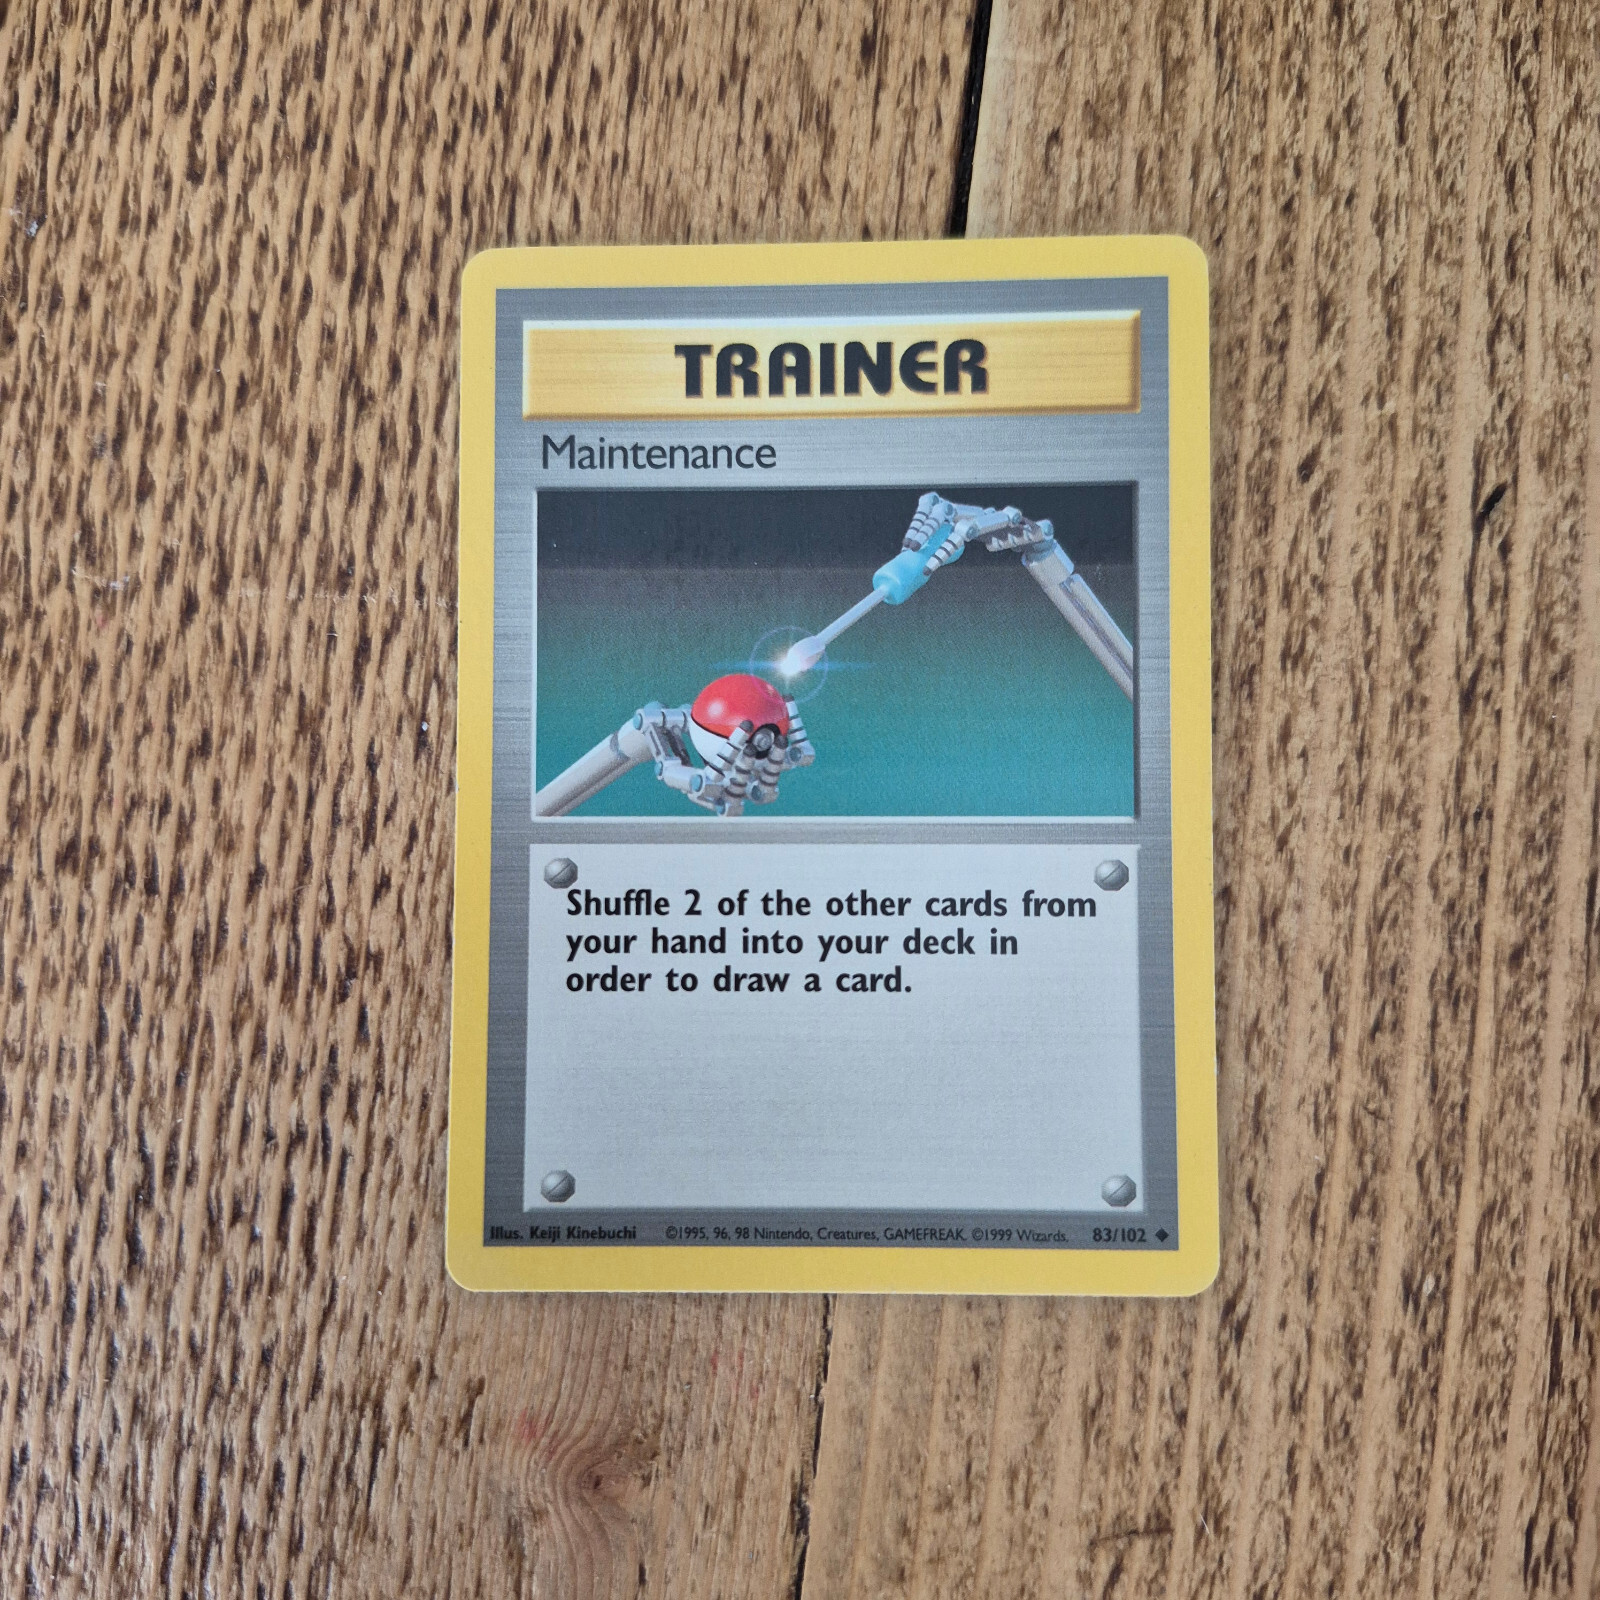 TRAINER
Maintenance
Shuffle 2 of the other cards from
your hand into your deck in
order to draw a card.
Illus. Keiji Kinebuchi ©1995, 96, 98 Nintendo, Creatures, GAMEFREAK. ©1999 Wizards. 83/102 ◆